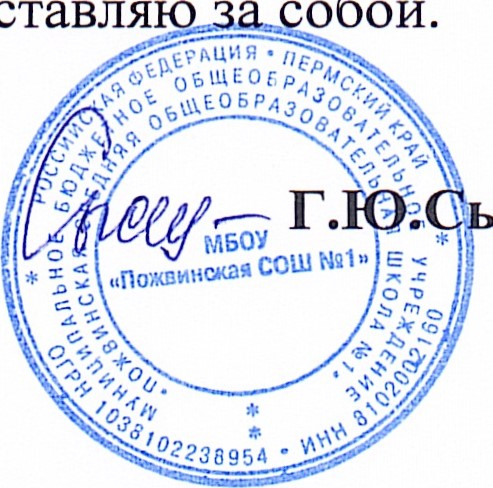 ставляю за собой.
РОССИЙСКАЯ ФЕДЕРАЦИЯ * ПЕРМСКИЙ КРАЙ
МУНИЦИПАЛЬНОЕ БЮДЖЕТНОЕ ОБЩЕОБРАЗОВАТЕЛЬНОЕ УЧРЕЖДЕНИЕ
"ПОЖВИНСКАЯ СРЕДНЯЯ ОБЩЕОБРАЗОВАТЕЛЬНАЯ ШКОЛА №1"
* ОГРН 1038102238954 * ИНН 8102002160 *
Г.Ю.Сь
МБОУ
«Пожвинская СОШ №1»